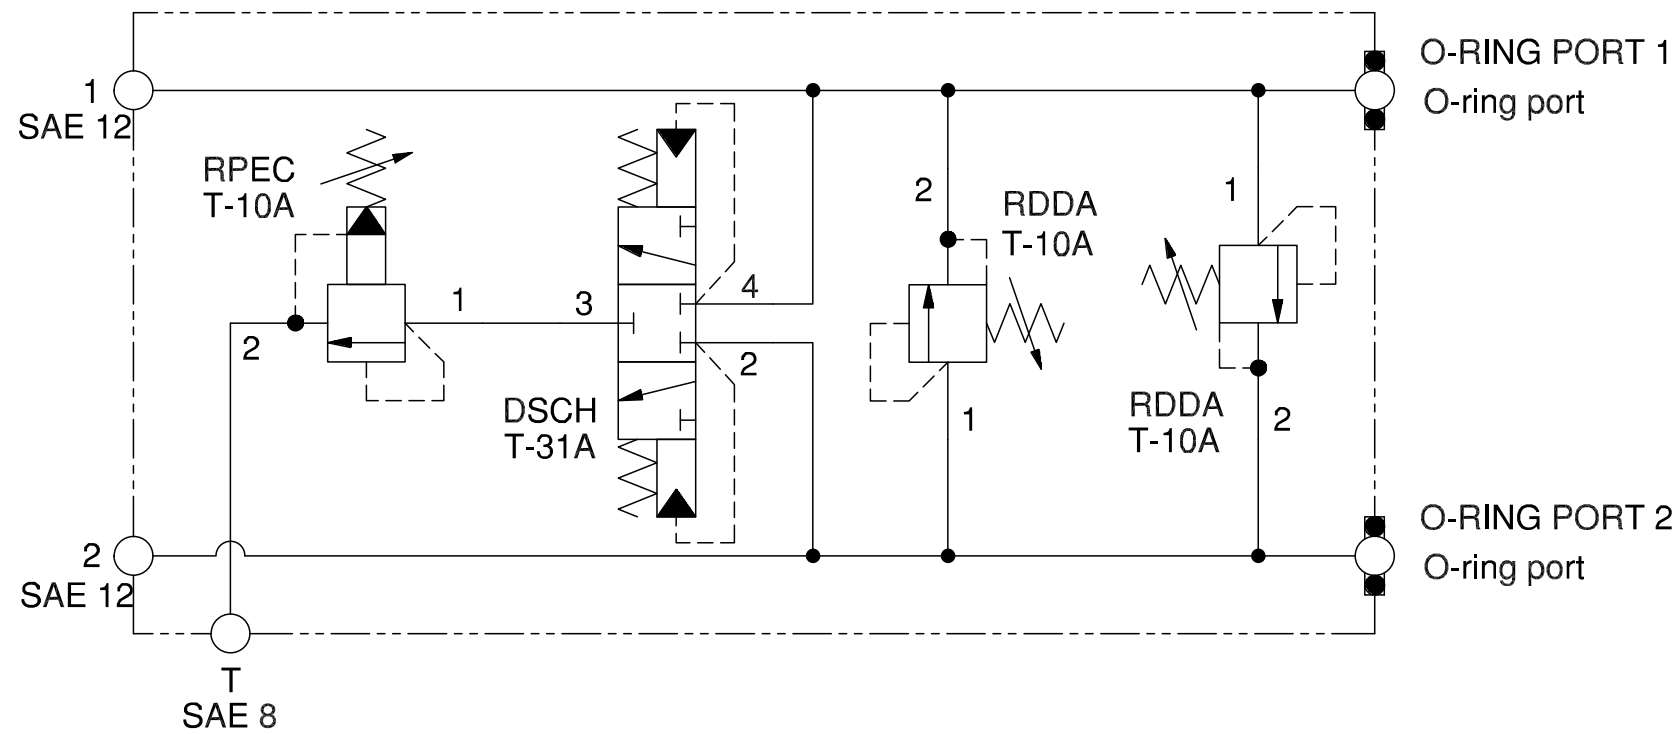 O-RING PORT 1
1
O-ring port
SAE 12
RPEC
T-10A
2
RDDA
T-10A
1
1
3
4
2
2
DSCH
T-31A
1
RDDA
T-10A
2
O-RING PORT 2
2
O-ring port
SAE 12
T
SAE 8